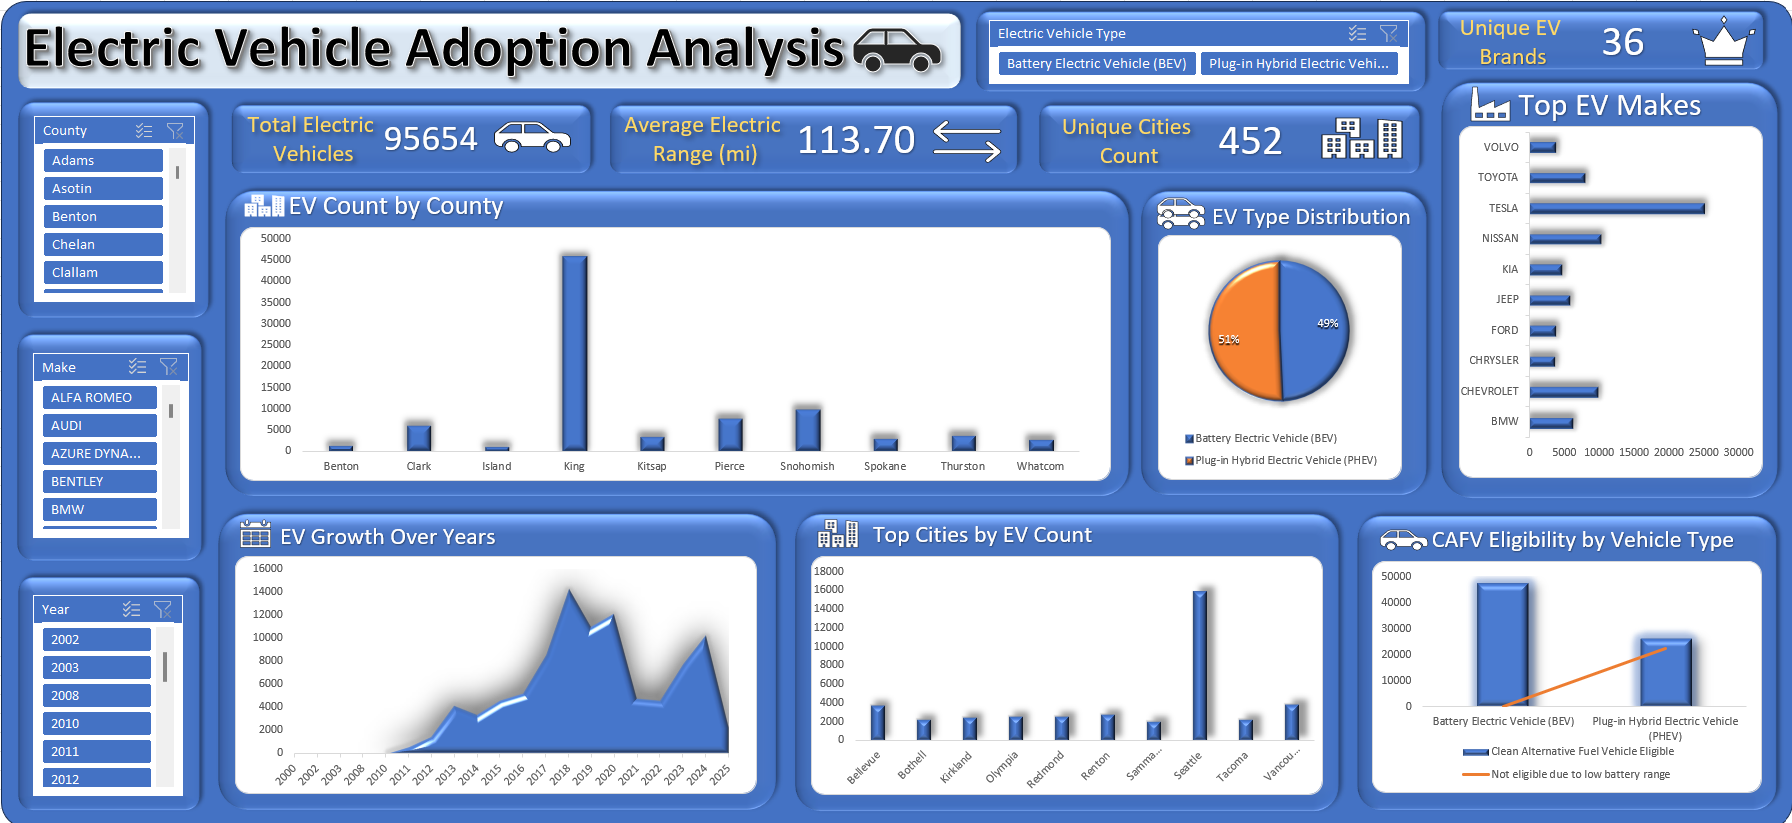 Electric Vehicle Adoption Analysis
Electric Vehicle Type
Battery Electric Vehicle (BEV)
Plug-in Hybrid Electric Vehi...
Unique EV
Brands
36
County
Adams
Asotin
Benton
Chelan
Clallam
Total Electric
Vehicles
95654
Average Electric
Range (mi)
113.70
Unique Cities
Count
452
Top EV Makes
VOLVO
TOYOTA
TESLA
NISSAN
KIA
JEEP
FORD
CHRYSLER
CHEVROLET
BMW
0 5000 10000 15000 20000 25000 30000
EV Count by County
50000
45000
40000
35000
30000
25000
20000
15000
10000
5000
0
Benton Clark Island King Kitsap Pierce Snohomish Spokane Thurston Whatcom
EV Type Distribution
49%
51%
Battery Electric Vehicle (BEV)
Plug-in Hybrid Electric Vehicle (PHEV)
Make
ALFA ROMEO
AUDI
AZURE DYNA...
BENTLEY
BMW
Year
2002
2003
2008
2010
2011
2012
EV Growth Over Years
16000
14000
12000
10000
8000
6000
4000
2000
0
2000 2002 2003 2008 2010 2011 2012 2013 2014 2015 2016 2017 2018 2019 2020 2021 2022 2023 2024 2025
Top Cities by EV Count
18000
16000
14000
12000
10000
8000
6000
4000
2000
0
Bellevue Bothell Kirkland Olympia Redmond Renton Samma... Seattle Tacoma Vancou...
CAFV Eligibility by Vehicle Type
50000
40000
30000
20000
10000
0
Battery Electric Vehicle (BEV)
Plug-in Hybrid Electric Vehicle
(PHEV)
Clean Alternative Fuel Vehicle Eligible
Not eligible due to low battery range